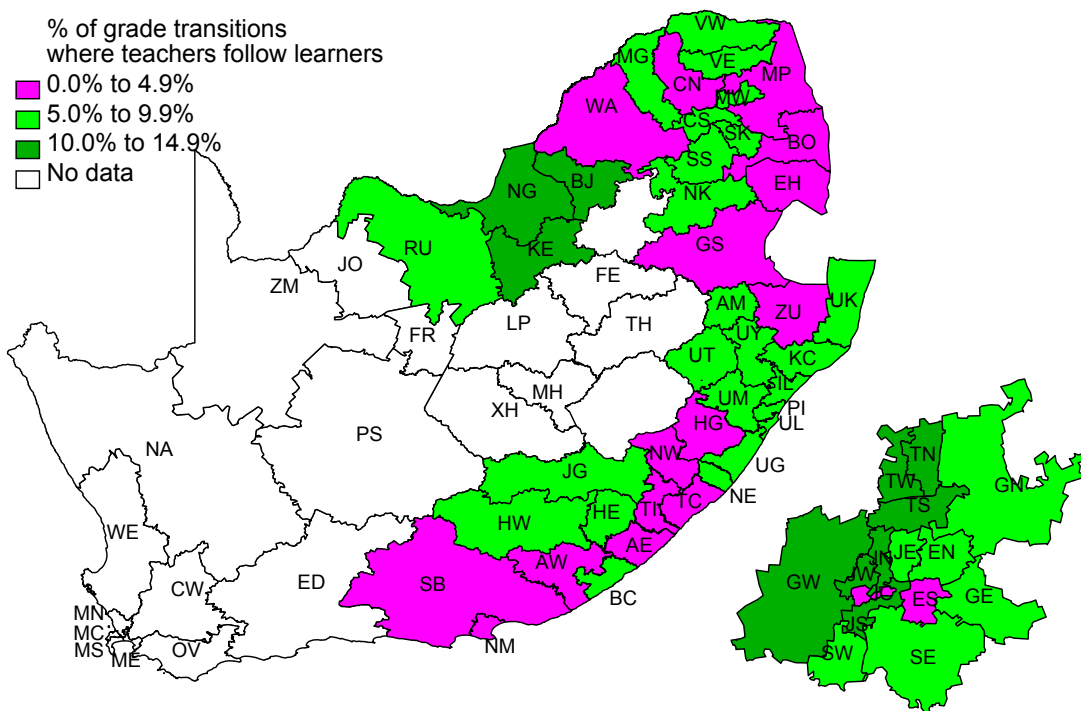 % of grade transitions
where teachers follow learners
0.0% to 4.9%
5.0% to 9.9%
10.0% to 14.9%
No data
VW
MG
VE
CN
MP
WA
MW
CS
SK
BO
SS
EH
NG
BJ
NK
RU
KE
GS
JO
ZM
FE
UK
AM
ZU
LP
TH
FR
UY
UT
KC
MH
IL
XH
UM
PI
UL
HG
PS
NA
NW
JG
UG
TN
TW
GN
NE
TI
TC
TS
WE
HW
HE
AE
JN
JE
EN
AW
CW
ED
SB
JW
GW
JC
ES
GE
BC
MN
MC
JS
MS
ME
OV
NM
SW
SE